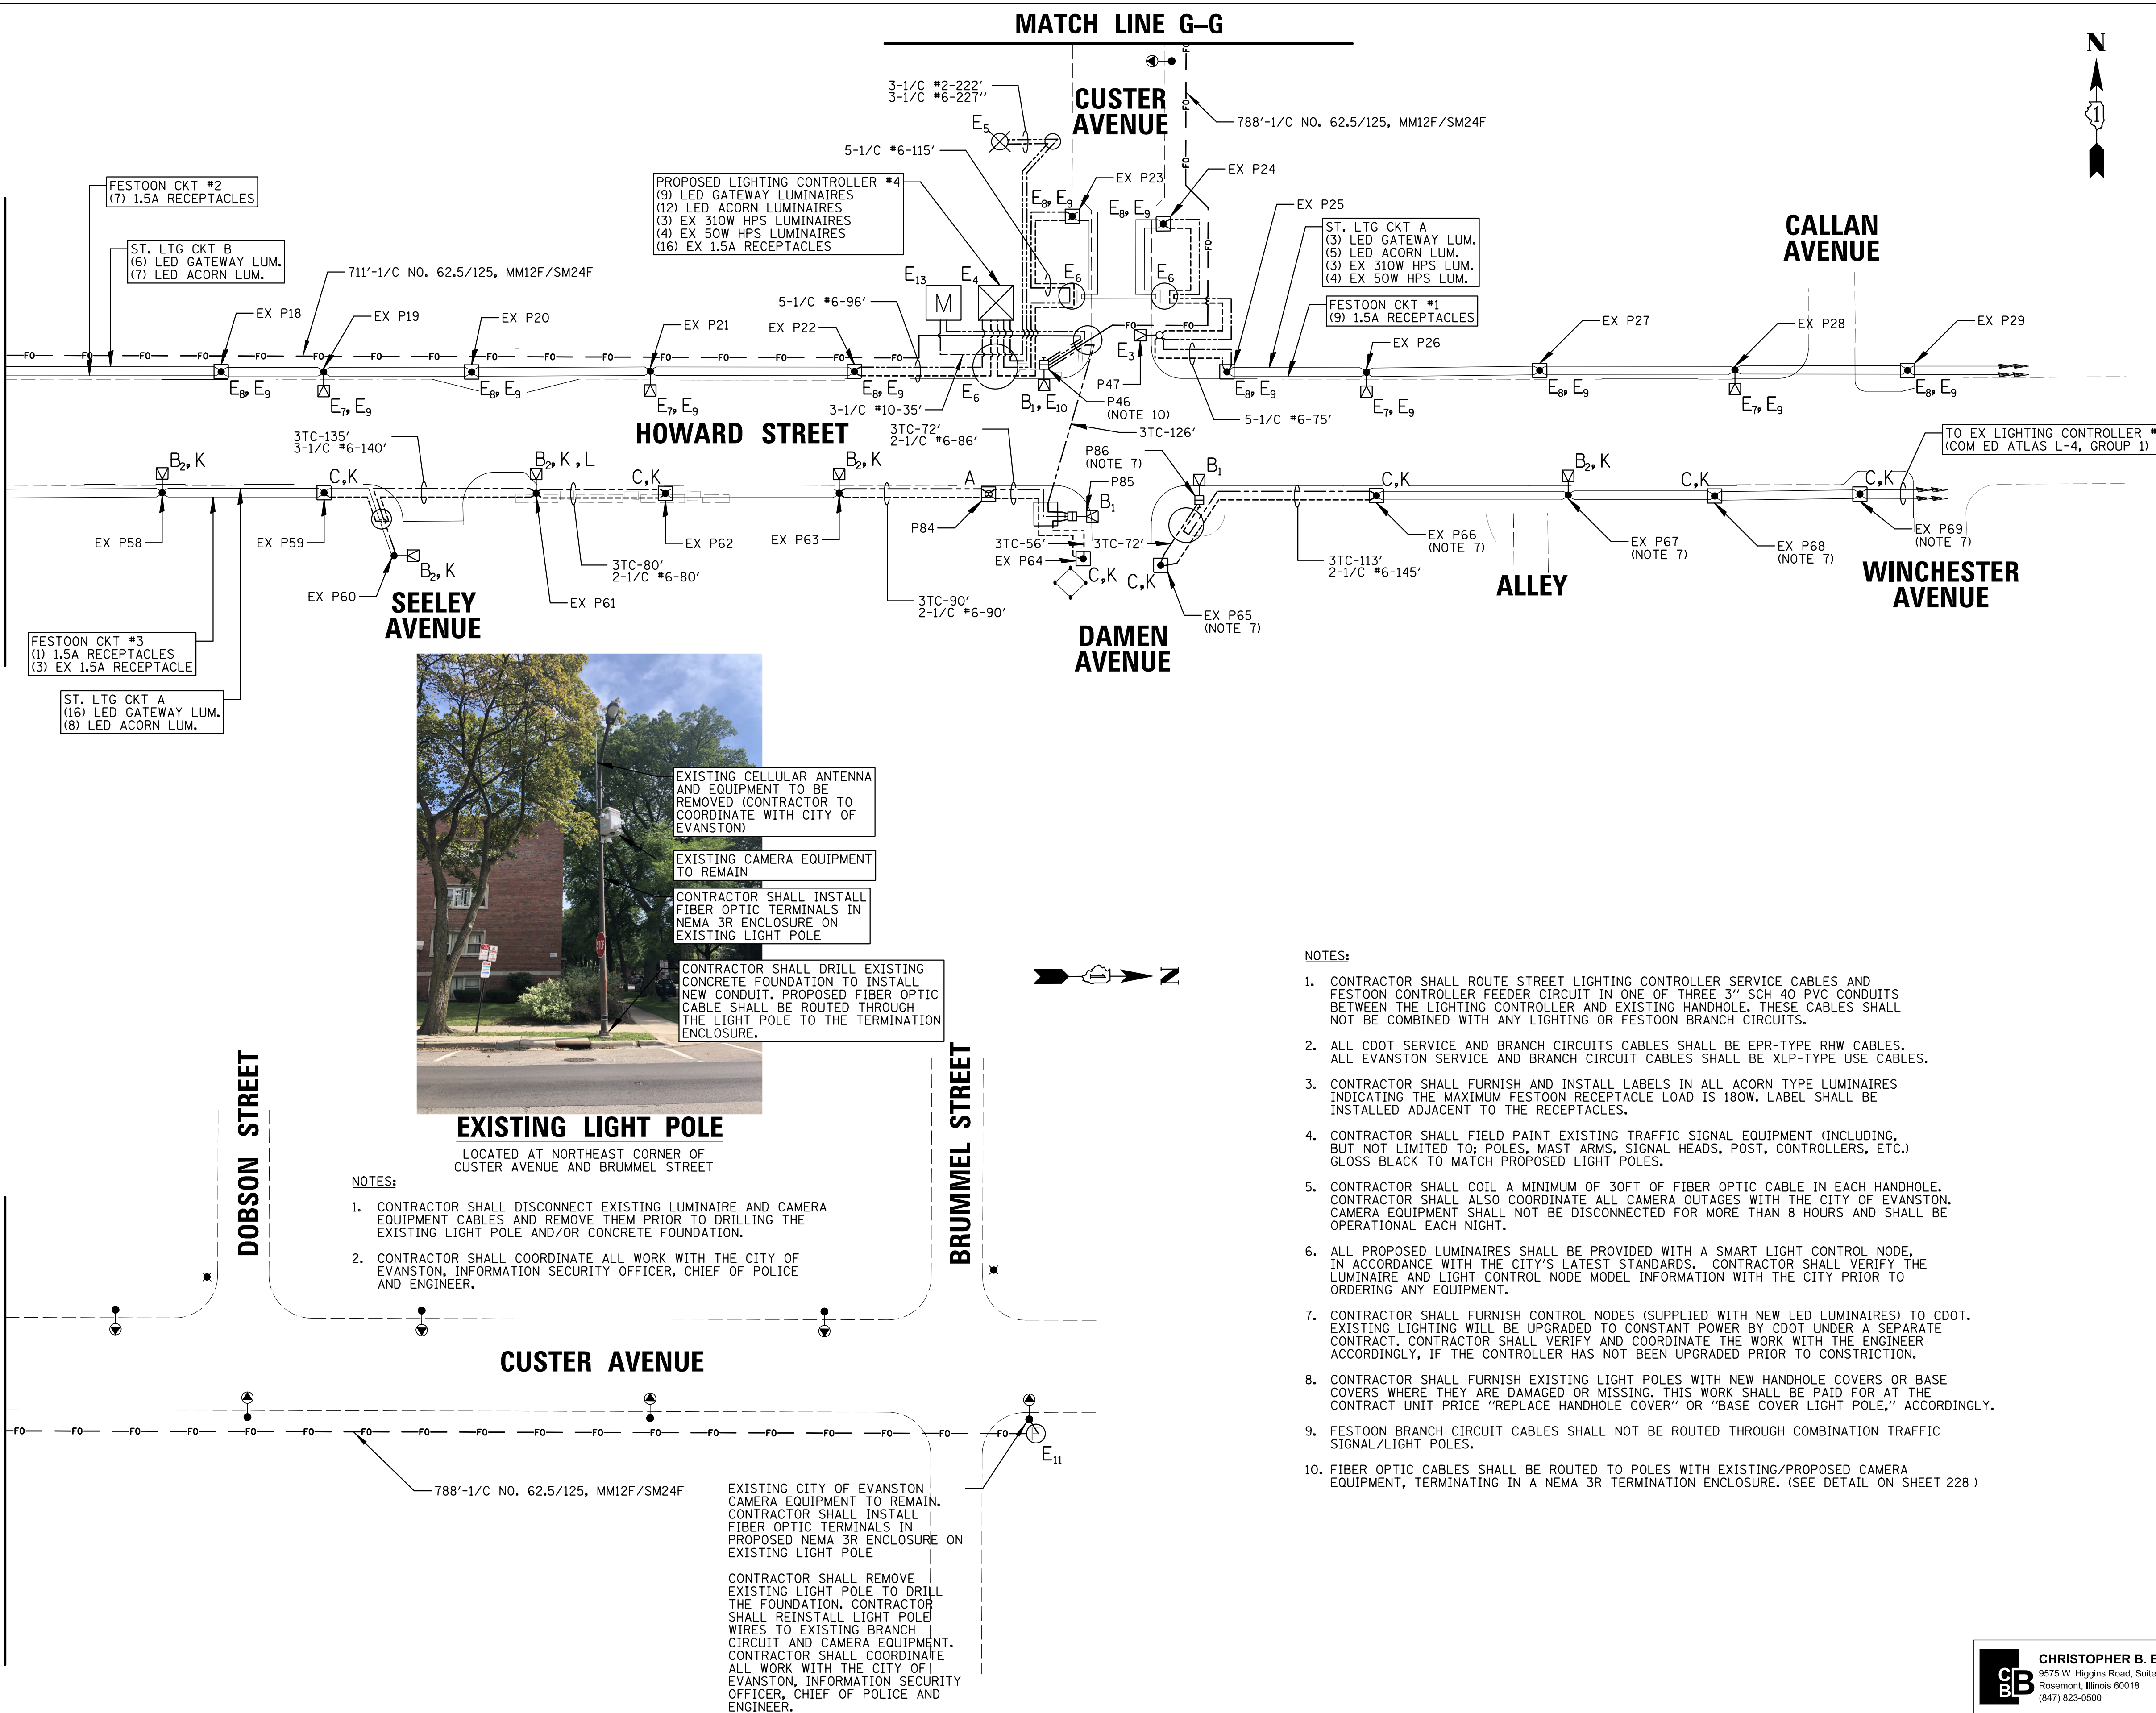 MATCH LINE G–G
N
1
3-1/C #2-222'
3-1/C #6-227''
CUSTER
AVENUE
788'-1/C NO. 62.5/125, MM12F/SM24F
E5
5-1/C #6-115'
EX P23
EX P24
FESTOON CKT #2
(7) 1.5A RECEPTACLES
PROPOSED LIGHTING CONTROLLER #4
(9) LED GATEWAY LUMINAIRES
(12) LED ACORN LUMINAIRES
(3) EX 310W HPS LUMINAIRES
(4) EX 50W HPS LUMINAIRES
(16) EX 1.5A RECEPTACLES
E8, E9
E8, E9
EX P25
ST. LTG CKT A
(3) LED GATEWAY LUM.
(5) LED ACORN LUM.
(3) EX 310W HPS LUM.
(4) EX 50W HPS LUM.
CALLAN
AVENUE
ST. LTG CKT B
(6) LED GATEWAY LUM.
(7) LED ACORN LUM.
711'-1/C NO. 62.5/125, MM12F/SM24F
E13
E4
M
E6
E6
5-1/C #6-96'
FESTOON CKT #1
(9) 1.5A RECEPTACLES
EX P18
EX P19
EX P20
EX P21
EX P22
EX P26
EX P27
EX P28
EX P29
FO FO FO FO FO FO FO FO FO FO FO FO FO FO FO FO
FO FO
FO
FO
FO
FO
E3
P47
E8, E9
E7, E9
E8, E9
E7, E9
E8, E9
E6
B1, E10
P46
(NOTE 10)
E8, E9
E7, E9
E8, E9
E7, E9
E8, E9
3-1/C #10-35'
5-1/C #6-75'
HOWARD STREET
3TC-135'
3-1/C #6-140'
3TC-72'
2-1/C #6-86'
3TC-126'
TO EX LIGHTING CONTROLLER #
(COM ED ATLAS L-4, GROUP 1)
B2, K
C,K
B2, K , L
C,K
B2, K
A
P86
(NOTE 7)
B1
P85
B1
C,K
B2, K
C,K
C,K
P84
EX P58
EX P59
EX P62
EX P63
3TC-56'
3TC-72'
EX P64
C,K
C,K
EX P66
(NOTE 7)
EX P67
(NOTE 7)
EX P68
(NOTE 7)
EX P69
(NOTE 7)
B2, K
3TC-80'
2-1/C #6-80'
3TC-113'
2-1/C #6-145'
EX P60
EX P61
3TC-90'
2-1/C #6-90'
EX P65
(NOTE 7)
SEELEY
AVENUE
ALLEY
WINCHESTER
AVENUE
DAMEN
AVENUE
FESTOON CKT #3
(1) 1.5A RECEPTACLES
(3) EX 1.5A RECEPTACLE
ST. LTG CKT A
(16) LED GATEWAY LUM.
(8) LED ACORN LUM.
EXISTING CELLULAR ANTENNA
AND EQUIPMENT TO BE
REMOVED (CONTRACTOR TO
COORDINATE WITH CITY OF
EVANSTON)
EXISTING CAMERA EQUIPMENT
TO REMAIN
CONTRACTOR SHALL INSTALL
FIBER OPTIC TERMINALS IN
NEMA 3R ENCLOSURE ON
EXISTING LIGHT POLE
STOP
CONTRACTOR SHALL DRILL EXISTING
CONCRETE FOUNDATION TO INSTALL
NEW CONDUIT. PROPOSED FIBER OPTIC
CABLE SHALL BE ROUTED THROUGH
THE LIGHT POLE TO THE TERMINATION
ENCLOSURE.
1
N
EXISTING LIGHT POLE
LOCATED AT NORTHEAST CORNER OF
CUSTER AVENUE AND BRUMMEL STREET
NOTES:
1. CONTRACTOR SHALL DISCONNECT EXISTING LUMINAIRE AND CAMERA
EQUIPMENT CABLES AND REMOVE THEM PRIOR TO DRILLING THE
EXISTING LIGHT POLE AND/OR CONCRETE FOUNDATION.
2. CONTRACTOR SHALL COORDINATE ALL WORK WITH THE CITY OF
EVANSTON, INFORMATION SECURITY OFFICER, CHIEF OF POLICE
AND ENGINEER.
DOBSON STREET
BRUMMEL STREET
CUSTER AVENUE
FO FO FO FO FO FO FO FO FO FO FO FO FO FO FO FO FO FO
E11
788'-1/C NO. 62.5/125, MM12F/SM24F
EXISTING CITY OF EVANSTON
CAMERA EQUIPMENT TO REMAIN.
CONTRACTOR SHALL INSTALL
FIBER OPTIC TERMINALS IN
PROPOSED NEMA 3R ENCLOSURE ON
EXISTING LIGHT POLE
CONTRACTOR SHALL REMOVE
EXISTING LIGHT POLE TO DRILL
THE FOUNDATION. CONTRACTOR
SHALL REINSTALL LIGHT POLE
WIRES TO EXISTING BRANCH
CIRCUIT AND CAMERA EQUIPMENT.
CONTRACTOR SHALL COORDINATE
ALL WORK WITH THE CITY OF
EVANSTON, INFORMATION SECURITY
OFFICER, CHIEF OF POLICE AND
ENGINEER.
NOTES:
1. CONTRACTOR SHALL ROUTE STREET LIGHTING CONTROLLER SERVICE CABLES AND
FESTOON CONTROLLER FEEDER CIRCUIT IN ONE OF THREE 3'' SCH 40 PVC CONDUITS
BETWEEN THE LIGHTING CONTROLLER AND EXISTING HANDHOLE. THESE CABLES SHALL
NOT BE COMBINED WITH ANY LIGHTING OR FESTOON BRANCH CIRCUITS.
2. ALL CDOT SERVICE AND BRANCH CIRCUITS CABLES SHALL BE EPR-TYPE RHW CABLES.
ALL EVANSTON SERVICE AND BRANCH CIRCUIT CABLES SHALL BE XLP-TYPE USE CABLES.
3. CONTRACTOR SHALL FURNISH AND INSTALL LABELS IN ALL ACORN TYPE LUMINAIRES
INDICATING THE MAXIMUM FESTOON RECEPTACLE LOAD IS 180W. LABEL SHALL BE
INSTALLED ADJACENT TO THE RECEPTACLES.
4. CONTRACTOR SHALL FIELD PAINT EXISTING TRAFFIC SIGNAL EQUIPMENT (INCLUDING,
BUT NOT LIMITED TO; POLES, MAST ARMS, SIGNAL HEADS, POST, CONTROLLERS, ETC.)
GLOSS BLACK TO MATCH PROPOSED LIGHT POLES.
5. CONTRACTOR SHALL COIL A MINIMUM OF 30FT OF FIBER OPTIC CABLE IN EACH HANDHOLE.
CONTRACTOR SHALL ALSO COORDINATE ALL CAMERA OUTAGES WITH THE CITY OF EVANSTON.
CAMERA EQUIPMENT SHALL NOT BE DISCONNECTED FOR MORE THAN 8 HOURS AND SHALL BE
OPERATIONAL EACH NIGHT.
6. ALL PROPOSED LUMINAIRES SHALL BE PROVIDED WITH A SMART LIGHT CONTROL NODE,
IN ACCORDANCE WITH THE CITY'S LATEST STANDARDS. CONTRACTOR SHALL VERIFY THE
LUMINAIRE AND LIGHT CONTROL NODE MODEL INFORMATION WITH THE CITY PRIOR TO
ORDERING ANY EQUIPMENT.
7. CONTRACTOR SHALL FURNISH CONTROL NODES (SUPPLIED WITH NEW LED LUMINAIRES) TO CDOT.
EXISTING LIGHTING WILL BE UPGRADED TO CONSTANT POWER BY CDOT UNDER A SEPARATE
CONTRACT. CONTRACTOR SHALL VERIFY AND COORDINATE THE WORK WITH THE ENGINEER
ACCORDINGLY, IF THE CONTROLLER HAS NOT BEEN UPGRADED PRIOR TO CONSTRICTION.
8. CONTRACTOR SHALL FURNISH EXISTING LIGHT POLES WITH NEW HANDHOLE COVERS OR BASE
COVERS WHERE THEY ARE DAMAGED OR MISSING. THIS WORK SHALL BE PAID FOR AT THE
CONTRACT UNIT PRICE "REPLACE HANDHOLE COVER" OR "BASE COVER LIGHT POLE," ACCORDINGLY.
9. FESTOON BRANCH CIRCUIT CABLES SHALL NOT BE ROUTED THROUGH COMBINATION TRAFFIC
SIGNAL/LIGHT POLES.
10. FIBER OPTIC CABLES SHALL BE ROUTED TO POLES WITH EXISTING/PROPOSED CAMERA
EQUIPMENT, TERMINATING IN A NEMA 3R TERMINATION ENCLOSURE. (SEE DETAIL ON SHEET 228 )
CBBL
CHRISTOPHER B. B
9575 W. Higgins Road, Suite
Rosemont, Illinois 60018
(847) 823-0500